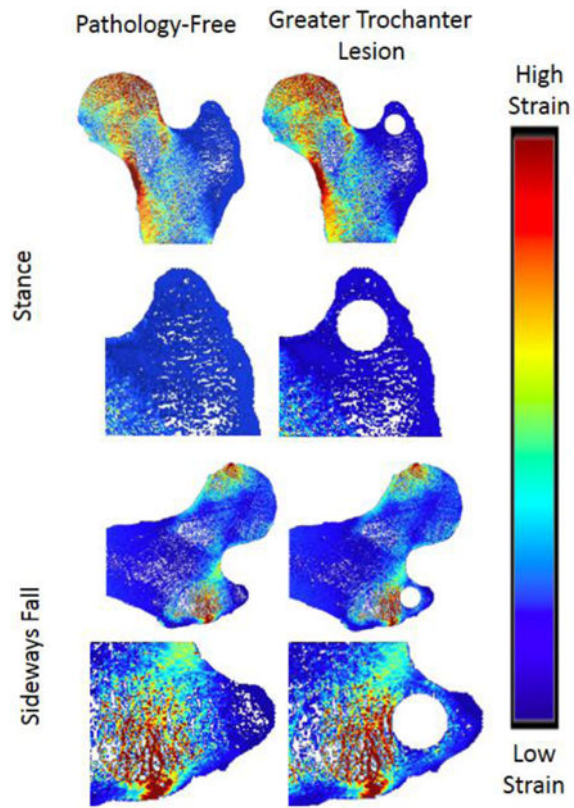 Pathology-Free
Greater Trochanter
Lesion
High
Strain
Stance
Sideways Fall
Low
Strain